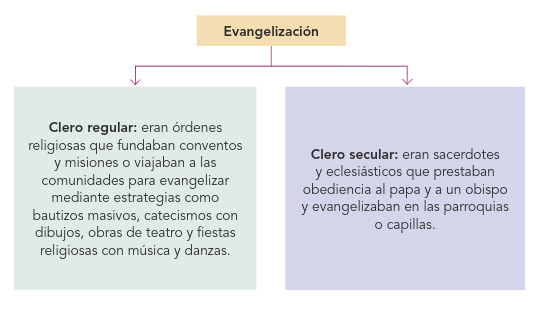 Evangelización
Clero regular: eran órdenes
religiosas que fundaban conventos
y misiones o viajaban a las
comunidades para evangelizar
mediante estrategias como
bautizos masivos, catecismos con
dibujos, obras de teatro y fiestas
religiosas con música y danzas.
Clero secular: eran sacerdotes
y eclesiásticos que prestaban
obediencia al papa y a un obispo
y evangelizaban en las parroquias
o capillas.